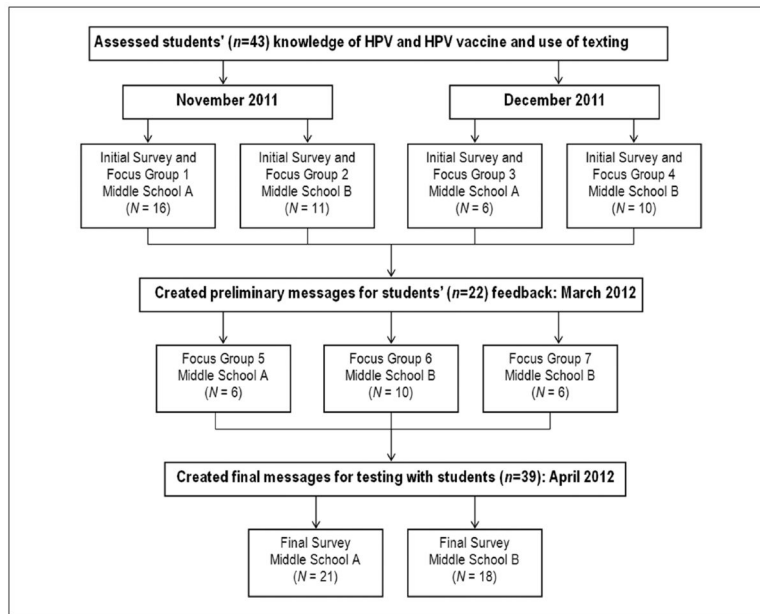 Assessed students' (n=43) knowledge of HPV and HPV vaccine and use of texting
November 2011
December 2011
Initial Survey and
Focus Group 1
Middle School A
(N = 16)
Initial Survey and
Focus Group 2
Middle School B
(N = 11)
Initial Survey and
Focus Group 3
Middle School A
(N = 6)
Initial Survey and
Focus Group 4
Middle School B
(N = 10)
Created preliminary messages for students' (n=22) feedback: March 2012
Focus Group 5
Middle School A
(N = 6)
Focus Group 6
Middle School B
(N = 10)
Focus Group 7
Middle School B
(N = 6)
Created final messages for testing with students (n=39): April 2012
Final Survey
Middle School A
(N = 21)
Final Survey
Middle School B
(N = 18)